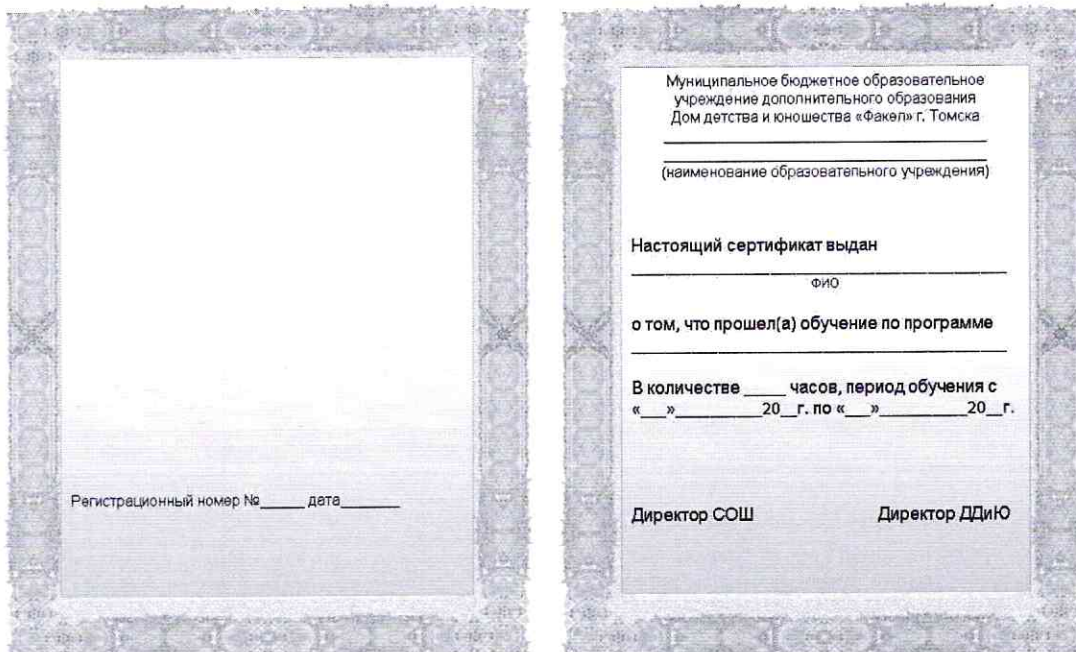 Регистрационный номер №_____ дата_______
Муниципальное бюджетное образовательное
учреждение дополнительного образования
Дом детства и юношества «Факел» г. Томска
(наименование образовательного учреждения)
Настоящий сертификат выдан
ФИО
о том, что прошел(а) обучение по программе
В количестве _____ часов, период обучения с
«___»__________20__г. по «___»__________20__г.
Директор СОШ Директор ДДиЮ